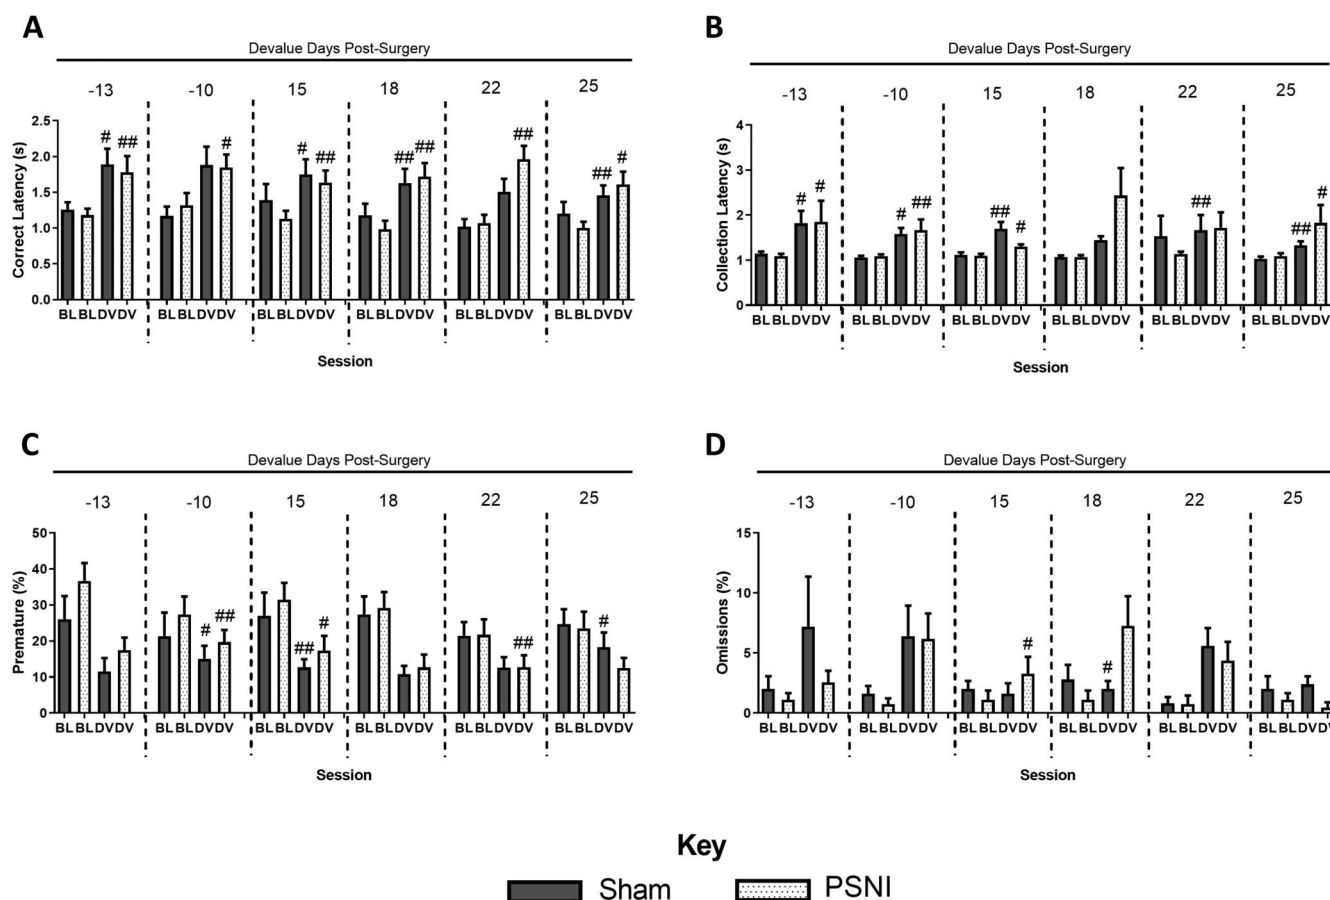 A
Devalue Days Post-Surgery
-13 -10 15 18 22 25
# ## # # ## ## ## ## ## #
Correct Latency (s)
2.5
2.0
1.5
1.0
0.5
0.0
BL BL DV DV BL BL DV DV BL BL DV DV BL BL DV DV BL BL DV DV BL BL DV DV
Session
B
Devalue Days Post-Surgery
-13 -10 15 18 22 25
# # # ## ## # ## ## #
Collection Latency (s)
4
3
2
1
0
BL BL DV DV BL BL DV DV BL BL DV DV BL BL DV DV BL BL DV DV BL BL DV DV
Session
C
Devalue Days Post-Surgery
-13 -10 15 18 22 25
# ## ## # ## #
Premature (%)
50
40
30
20
10
0
BL BL DV DV BL BL DV DV BL BL DV DV BL BL DV DV BL BL DV DV BL BL DV DV
Session
D
Devalue Days Post-Surgery
-13 -10 15 18 22 25
# #
Omissions (%)
15
10
5
0
BL BL DV DV BL BL DV DV BL BL DV DV BL BL DV DV BL BL DV DV BL BL DV DV
Session
Key
Sham PSNI